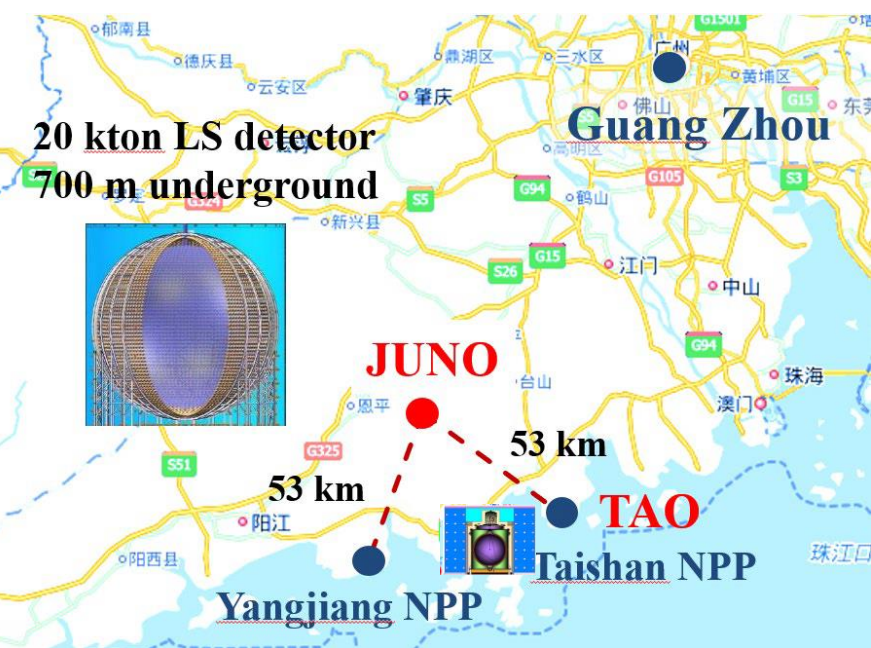 G1501
郁南县
鼎湖区
三水区
广州
德庆县
云安区
肇庆
黄埔区
G15
佛山
Guang Zhou
20 kton LS detector
高明区
700 m underground
G324
S5
G94
G105
S3
鹤山
新兴县
G15
S26
江门
中山
G94
JUNO
珠海
台山
恩平
澳门
53 km
G325
S51
53 km
TAO
阳江
阳西县
Taishan NPP
珠江口
Yangjiang NPP